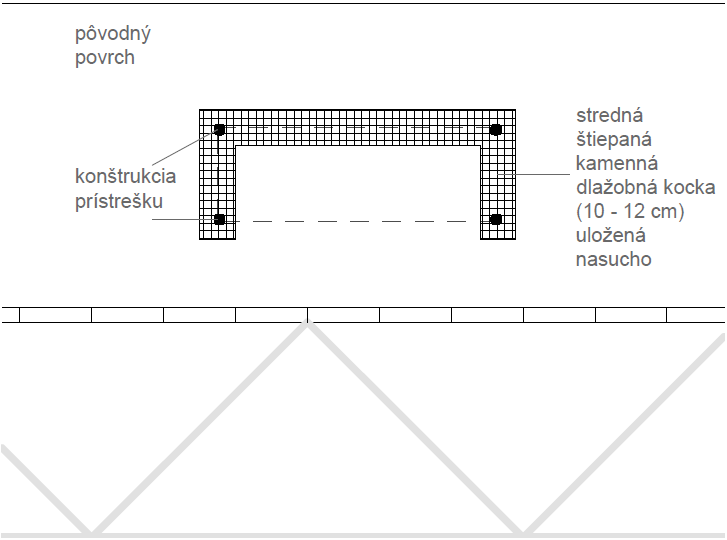 pôvodný
povrch
konštrukcia
prístrešku
stredná
štiepaná
kamenná
dlažobná kocka
(10 - 12 cm)
uložená
nasucho